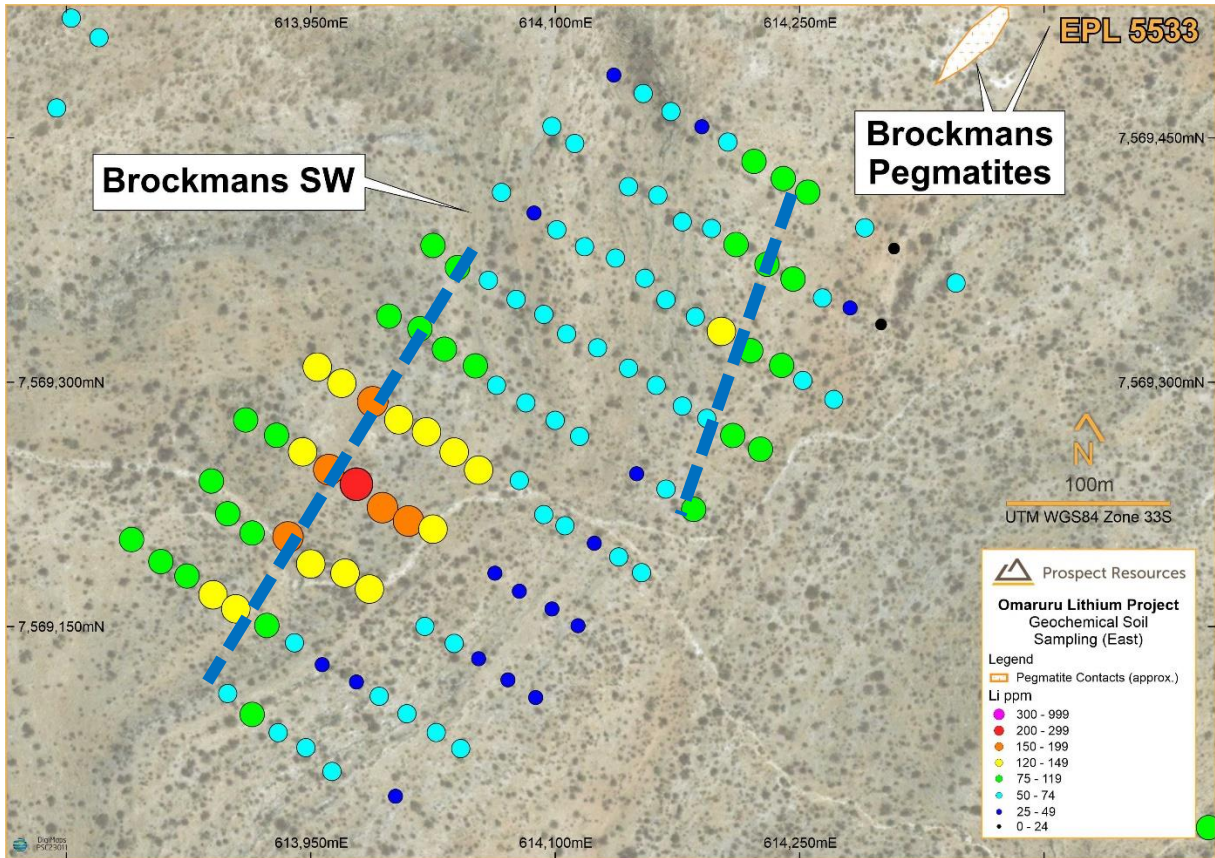 613,950mE
614,100mE
614,250mE
EPL 5533
Brockmans
Pegmatites
7,569,450mN
Brockmans SW
7,569,300mN
7,569,300mN
N
100m
UTM WGS84 Zone 33S
Prospect Resources
Omaruru Lithium Project
Geochemical Soil
Sampling (East)
Legend
Pegmatite Contacts (approx.)
Li ppm
300 - 999
200 - 299
150 - 199
120 - 149
75 - 119
50 - 74
25 - 49
0 - 24
7,569,150mN
DigiMaps
613,950mE
614,100mE
614,250mE